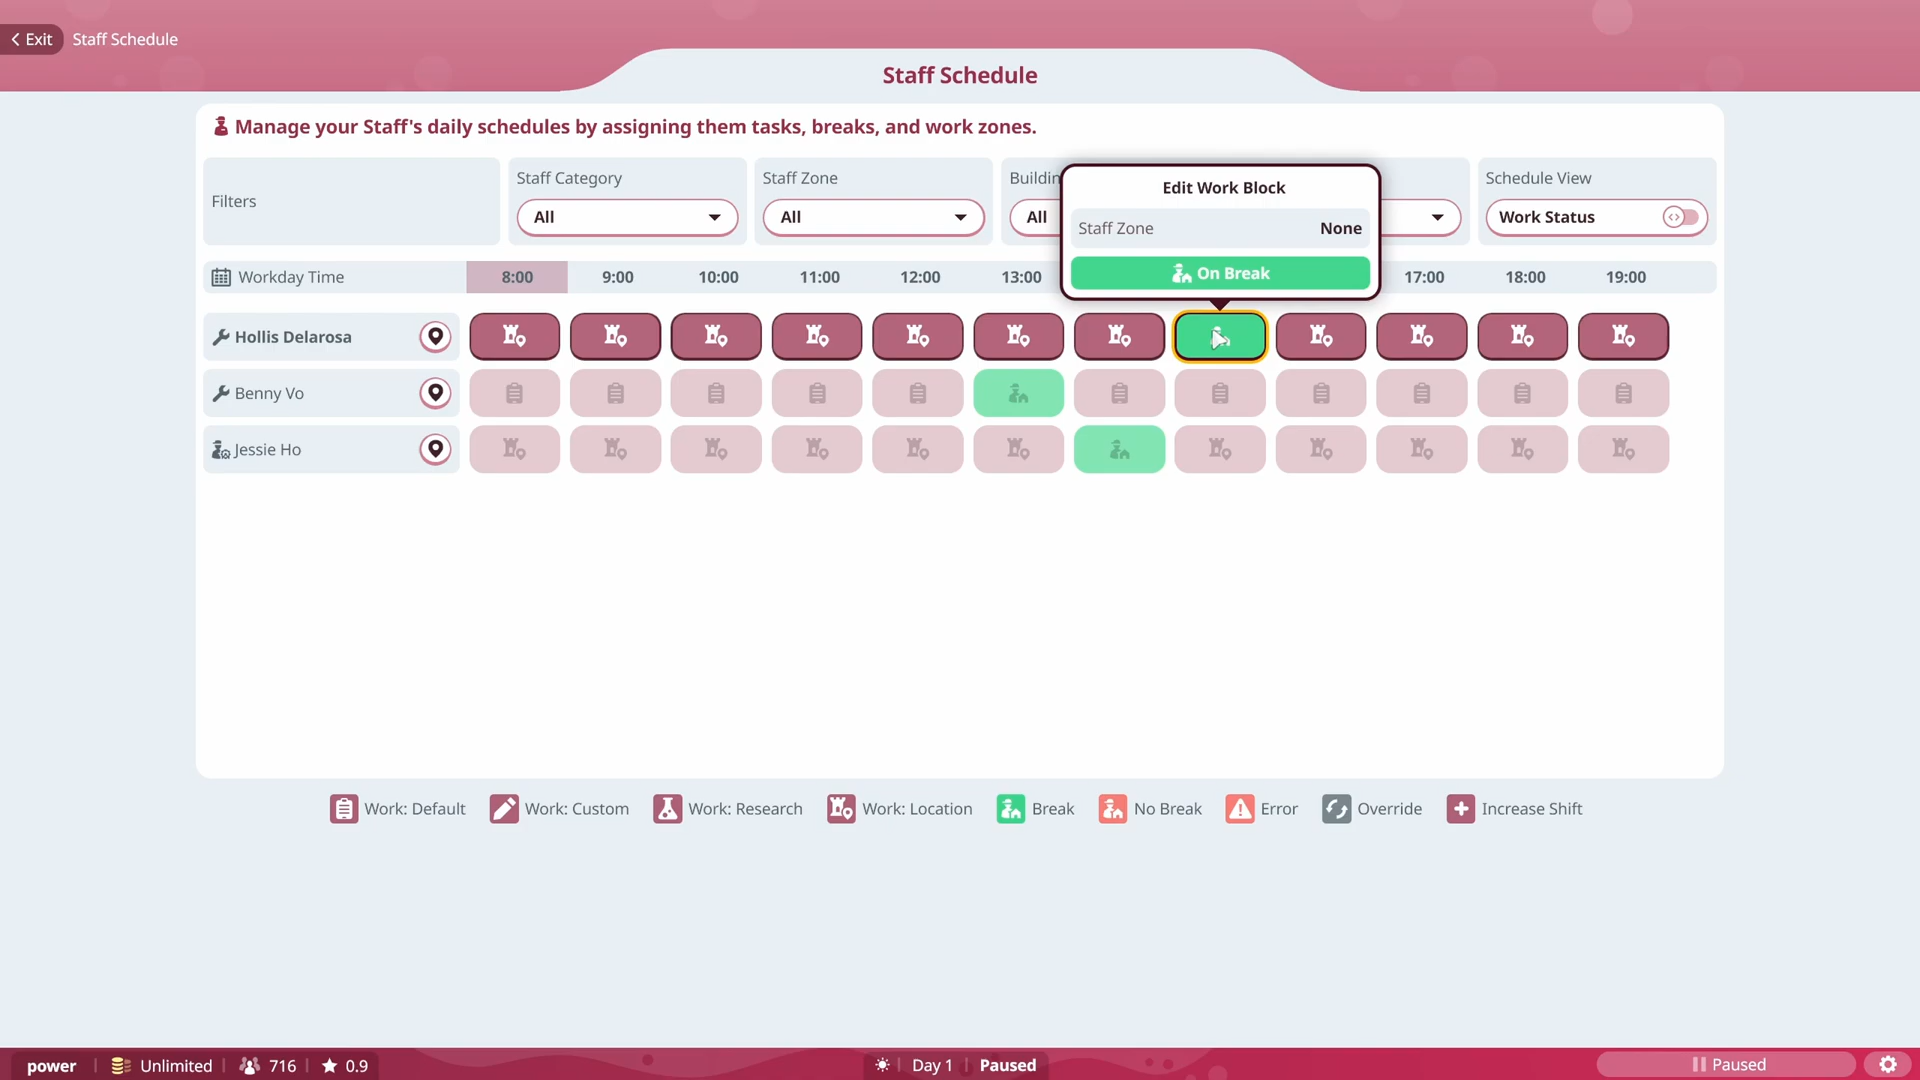 Exit Staff Schedule
Staff Schedule
Manage your Staff's daily schedules by assigning them tasks, breaks, and work zones.
Filters
Staff Category
All
Staff Zone
All
Buildin
All
Schedule View
Work Status
Edit Work Block
Staff Zone None
On Break
Workday Time 8:00 9:00 10:00 11:00 12:00 13:00 17:00 18:00 19:00
Hollis Delarosa
Benny Vo
Jessie Ho
Work: Default Work: Custom Work: Research Work: Location Break No Break Error Override Increase Shift
power Unlimited 716 0.9 Day 1 Paused Paused